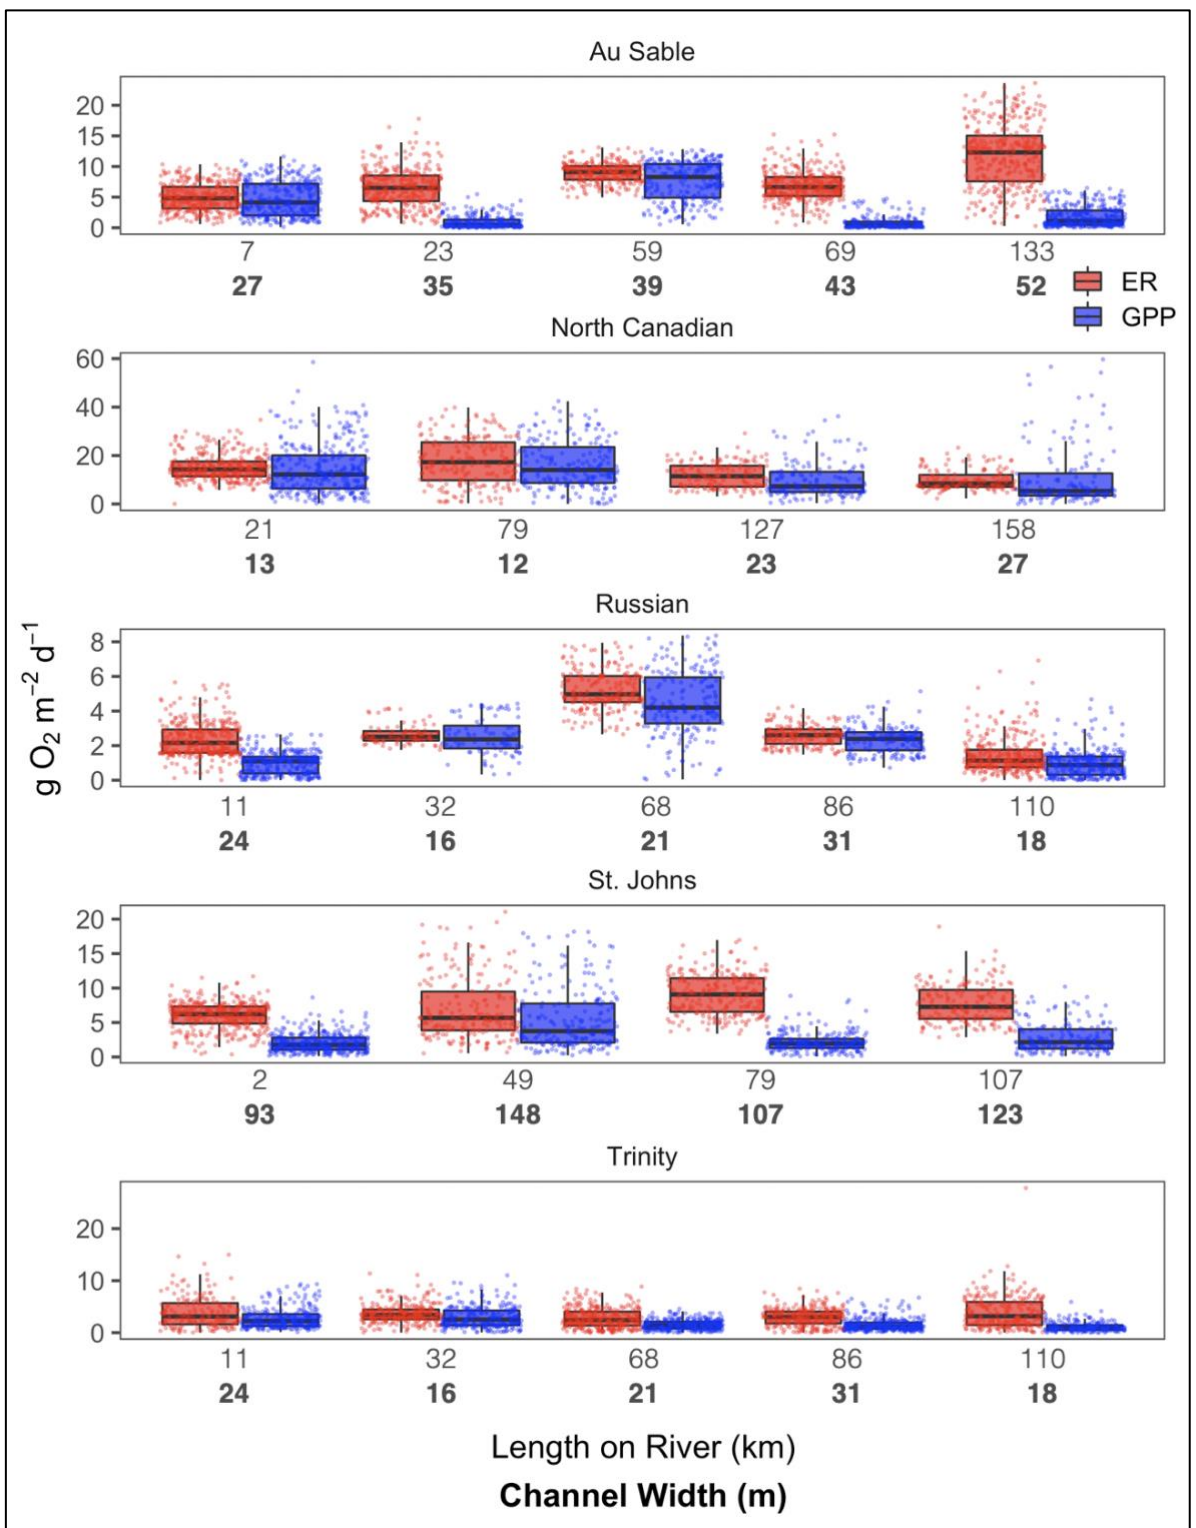 Au Sable
20
15
10
5
0
7 23 59 69 133
27 35 39 43 52
ER
GPP
North Canadian
60
40
20
0
21 79 127 158
13 12 23 27
Russian
8
6
4
2
0
11 32 68 86 110
24 16 21 31 18
g O₂ m⁻² d⁻¹
St. Johns
20
15
10
5
0
2 49 79 107
93 148 107 123
Trinity
20
10
0
11 32 68 86 110
24 16 21 31 18
Length on River (km)
Channel Width (m)